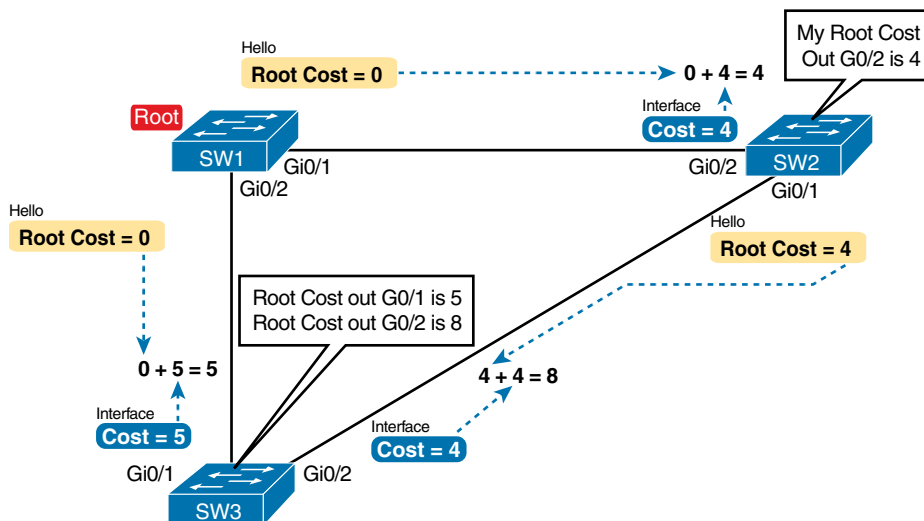 My Root Cost
Out G0/2 is 4
Hello
Root Cost = 0
0 + 4 = 4
Interface
Cost = 4
Root
SW1
Gi0/1
Gi0/2
Gi0/2
SW2
Gi0/1
Hello
Root Cost = 0
Hello
Root Cost = 4
Root Cost out G0/1 is 5
Root Cost out G0/2 is 8
0 + 5 = 5
4 + 4 = 8
Interface
Cost = 5
Interface
Cost = 4
Gi0/1
Gi0/2
SW3